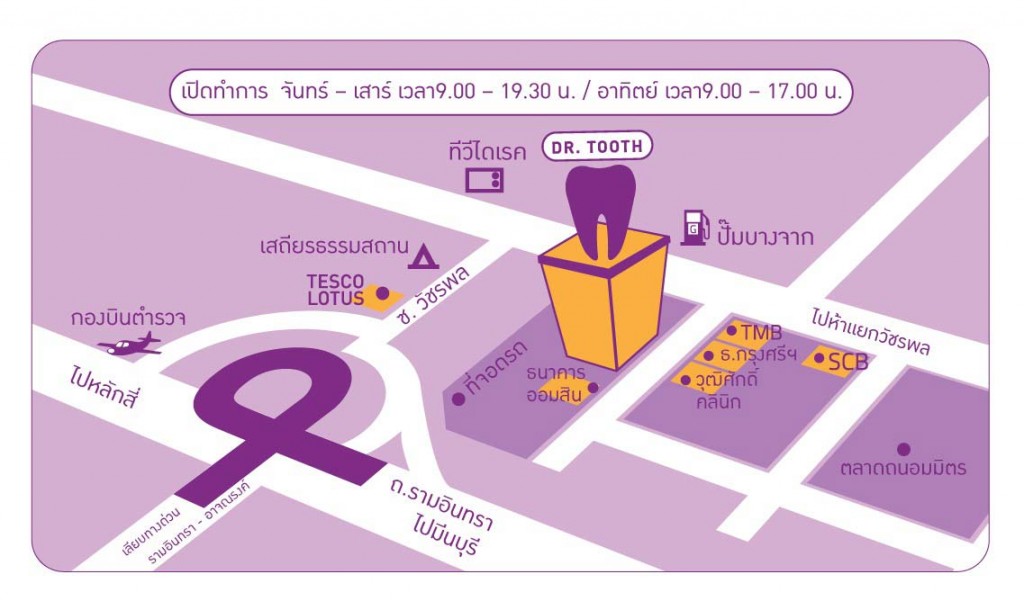 เปิดทำการ จันทร์ – เสาร์ เวลา9.00 – 19.30 น. / อาทิตย์ เวลา9.00 – 17.00 น.
ทีวีไดเรค
DR. TOOTH
G
ปั๊มบางจาก
เสถียรธรรมสถาน
TESCO
LOTUS
ซ. วัชรพล
กองบินตำรวจ
ไปหลักสี่
ที่จอดรถ
ธนาคาร
ออมสิน
ไปห้าแยกวัชรพล
TMB
ธ.กรุงศรีฯ
SCB
วุฒิศักดิ์
คลินิก
ตลาดถนอมมิตร
ถ.รามอินทรา
ไปมีนบุรี
เลียบทางด่วน
รามอินทรา - อาจณรงค์